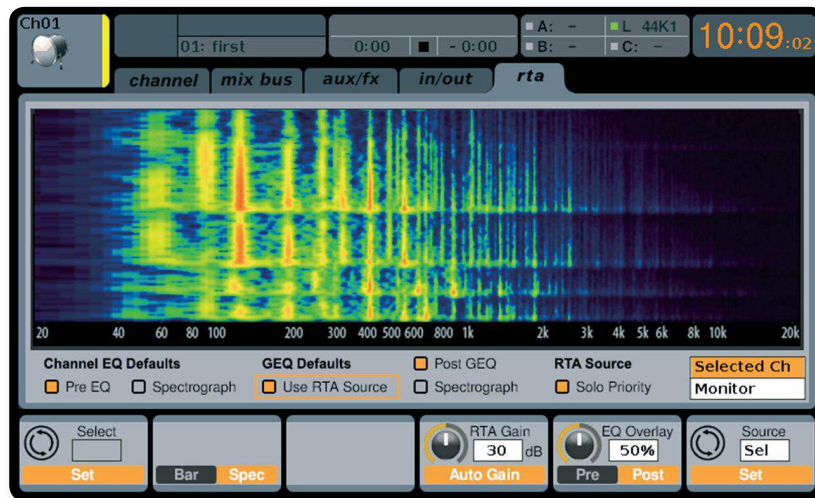 Ch01
01: first
0:00 - 0:00
A: -
L 44K1
B: -
C: -
10:09:02
channel
mix bus
aux/fx
in/out
rta
20 40 60 80 100 200 300 400 500 600 800 1k 2k 3k 4k 5k 6k 8k 10k 20k
Channel EQ Defaults
Pre EQ
Spectrograph
GEQ Defaults
Use RTA Source
Post GEQ
Spectrograph
RTA Source
Solo Priority
Selected Ch
Monitor
Select
Set
Bar Spec
RTA Gain
30 dB
Auto Gain
EQ Overlay
50%
Pre Post
Source
Sel
Set